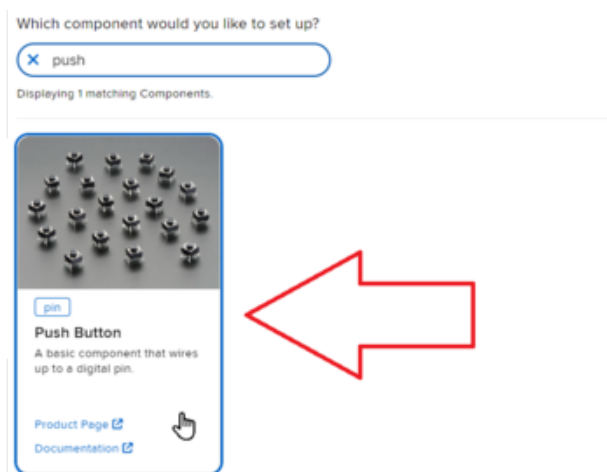 Which component would you like to set up?
push
Displaying 1 matching Components.
pin
Push Button
A basic component that wires
up to a digital pin.
Product Page
Documentation